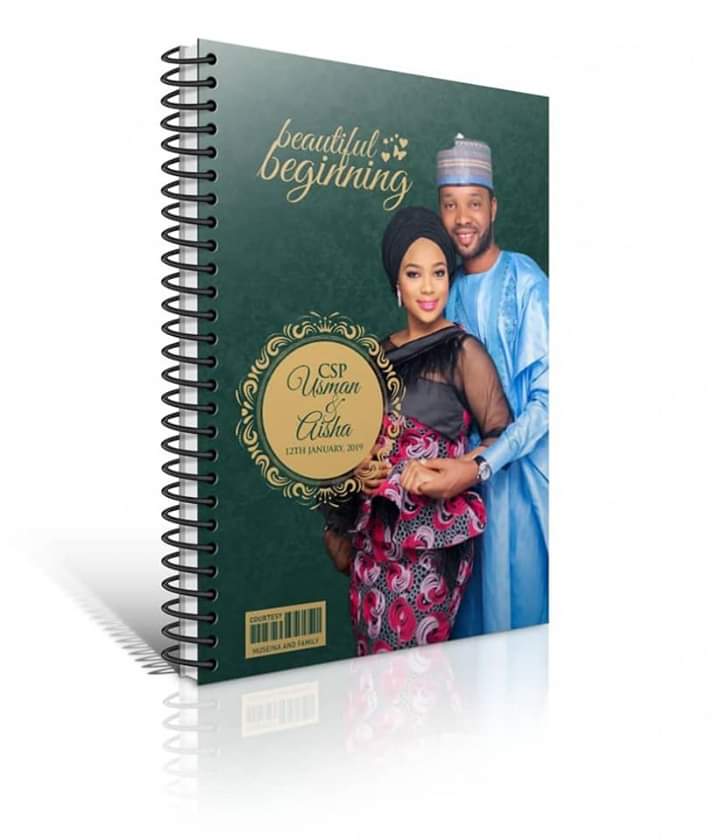 beautiful
beginning
CSP
Usman
&
Aisha
12TH JANUARY, 2019
COURTESY
HUSEINA AND FAMILY